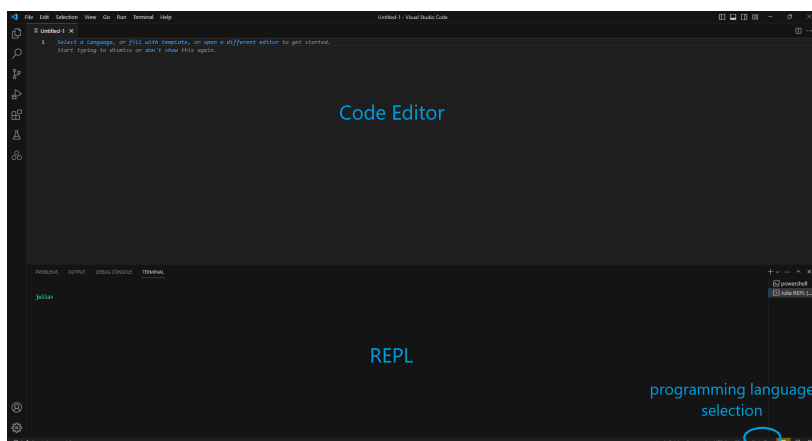 File Edit Selection View Go Run Terminal Help
Untitled-1 - Visual Studio Code
Untitled-1
1 Select a language, or fill with template, or open a different editor to get started.
Start typing to dismiss or don't show this again.
Code Editor
PROBLEMS OUTPUT DEBUG CONSOLE TERMINAL
powershell
Julia REPL (...
julia>
REPL
programming language
selection